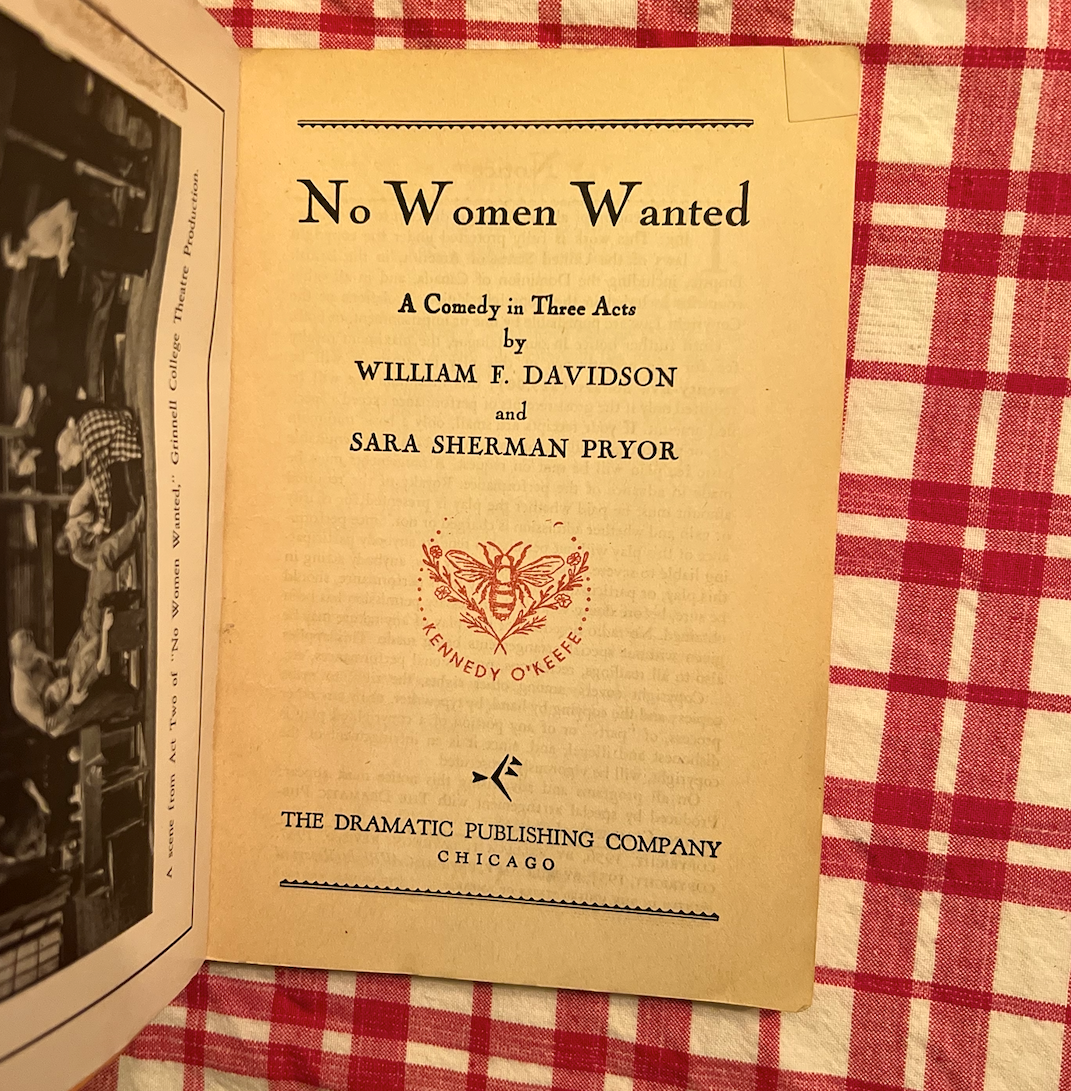 A scene from Act Two of "No Women Wanted," Grinnell College Theatre Production.
No Women Wanted
A Comedy in Three Acts
by
WILLIAM F. DAVIDSON
and
SARA SHERMAN PRYOR
KENNEDY O'KEEFE
THE DRAMATIC PUBLISHING COMPANY
CHICAGO